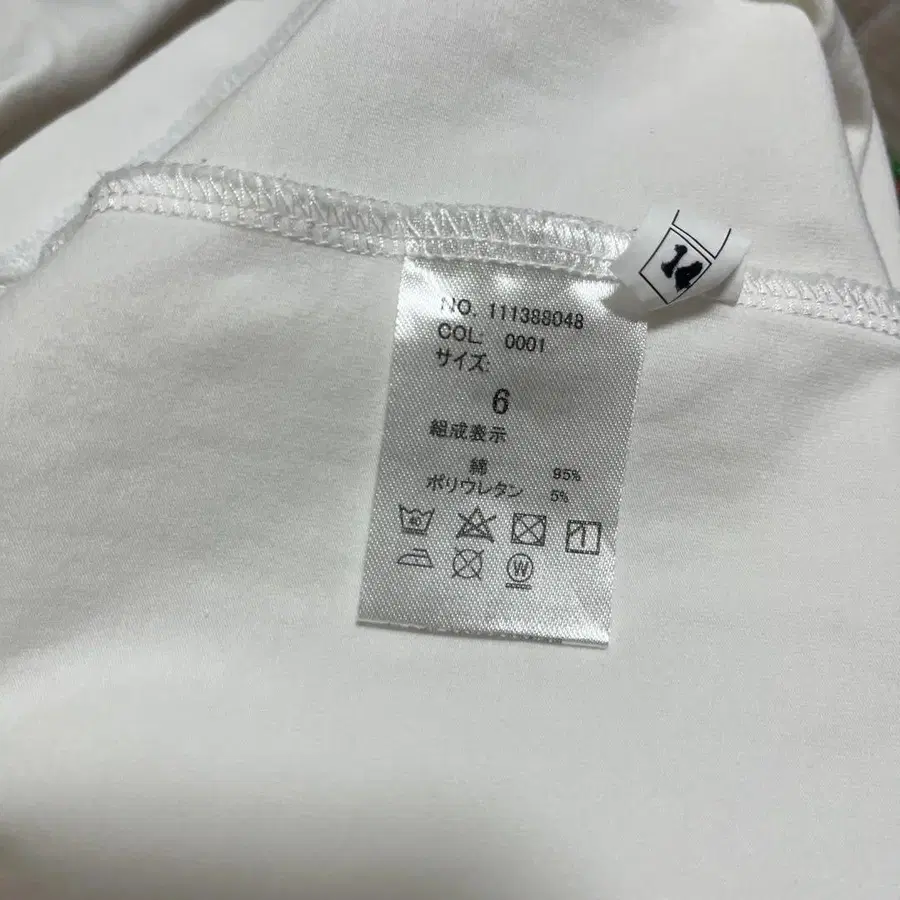 NO. 111388048
COL: 0001
サイズ:
6
組成表示
綿 95%
ポリウレタン 5%
40
W